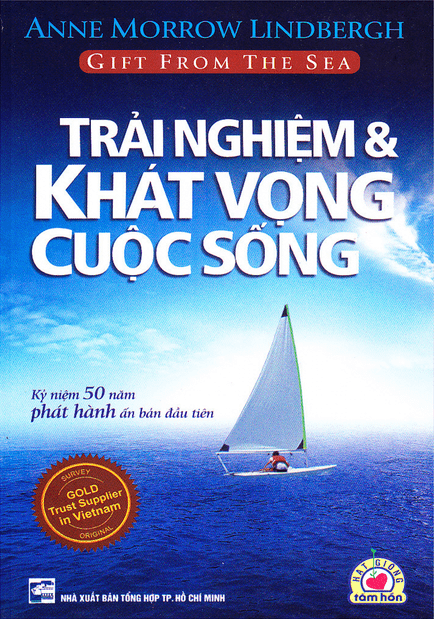 ANNE MORROW LINDBERGH
GIFT FROM THE SEA
TRẢI NGHIỆM &
KHÁT VỌNG
CUỘC SỐNG
Kỷ niệm 50 năm
phát hành ấn bản đầu tiên
SURVEY
GOLD
Trust Supplier
in Vietnam
ORIGINAL
NHÀ XUẤT BẢN TỔNG HỢP TP. HỒ CHÍ MINH
HẠT GIỐNG
tâm hồn